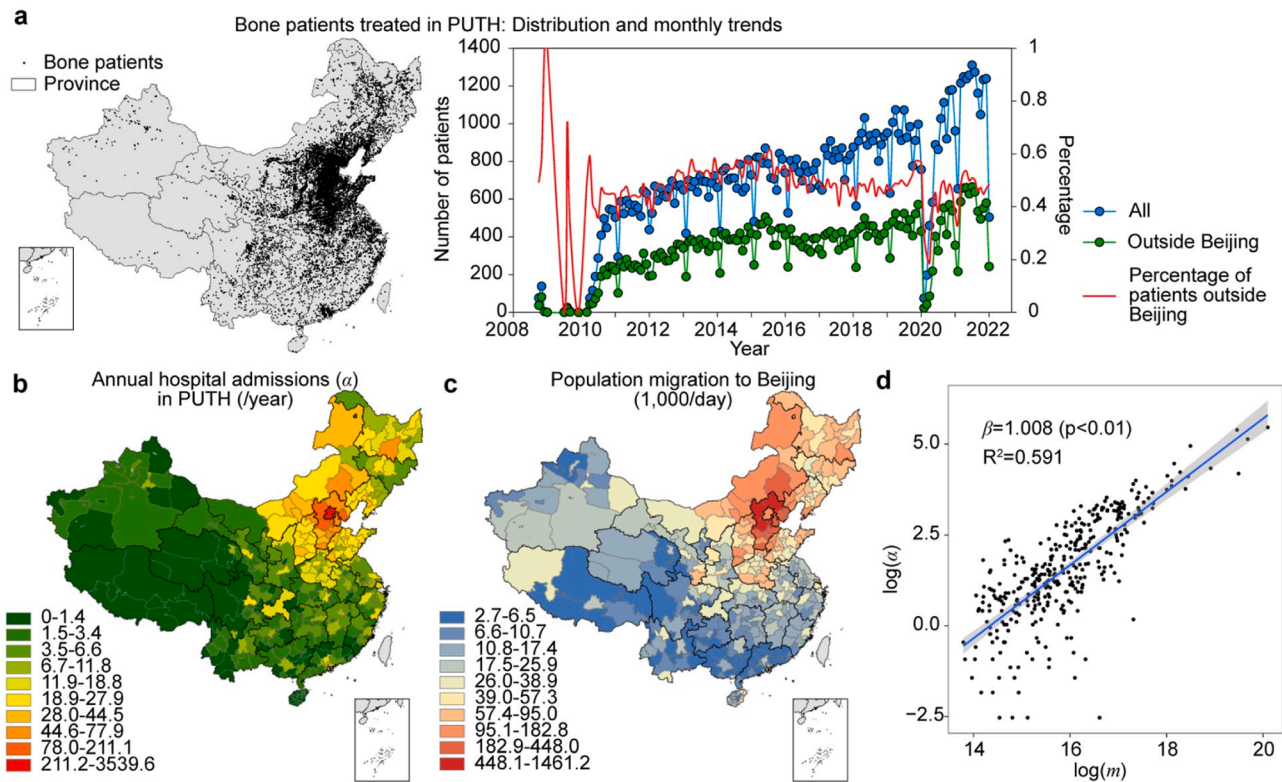 a
Bone patients treated in PUTH: Distribution and monthly trends
Bone patients
Province
1400
1200
1000
800
600
400
200
0
Number of patients
2008
2010
2012
2014
2016
2018
2020
2022
Year
1
0.8
0.6
0.4
0.2
0
Percentage
All
Outside Beijing
Percentage of
patients outside
Beijing
b
Annual hospital admissions (α)
in PUTH (/year)
0-1.4
1.5-3.4
3.5-6.6
6.7-11.8
11.9-18.8
18.9-27.9
28.0-44.5
44.6-77.9
78.0-211.1
211.2-3539.6
c
Population migration to Beijing
(1,000/day)
2.7-6.5
6.6-10.7
10.8-17.4
17.5-25.9
26.0-38.9
39.0-57.3
57.4-95.0
95.1-182.8
182.9-448.0
448.1-1461.2
d
β=1.008 (p<0.01)
R²=0.591
5.0
2.5
0.0
−2.5
log(α)
14
16
18
20
log(m)